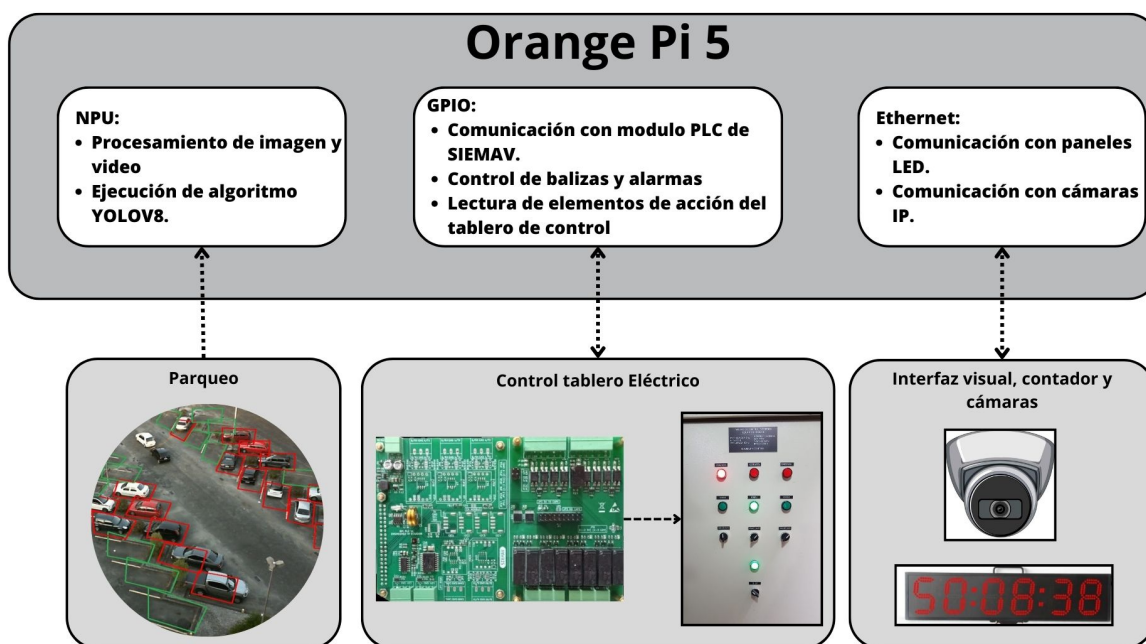 Orange Pi 5
NPU:
• Procesamiento de imagen y
video
• Ejecución de algoritmo
YOLOV8.
GPIO:
• Comunicación con modulo PLC de
SIEMAV.
• Control de balizas y alarmas
• Lectura de elementos de acción del
tablero de control
Ethernet:
• Comunicación con paneles
LED.
• Comunicación con cámaras
IP.
Parqueo
Control tablero Eléctrico
Interfaz visual, contador y
cámaras
50:08:38